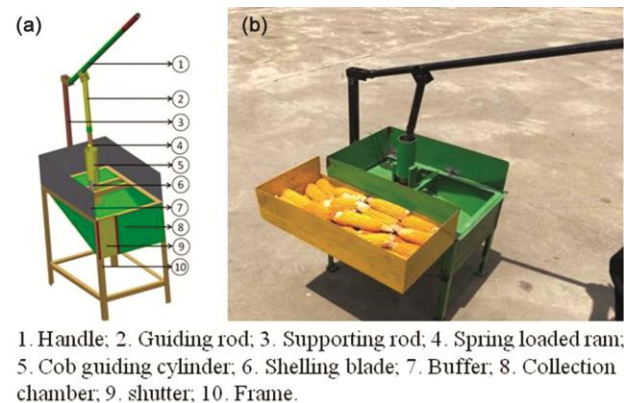 (a)
(b)
1
2
3
4
5
6
7
8
9
10
1. Handle; 2. Guiding rod; 3. Supporting rod; 4. Spring loaded ram;
5. Cob guiding cylinder; 6. Shelling blade; 7. Buffer; 8. Collection
chamber; 9. shutter; 10. Frame.